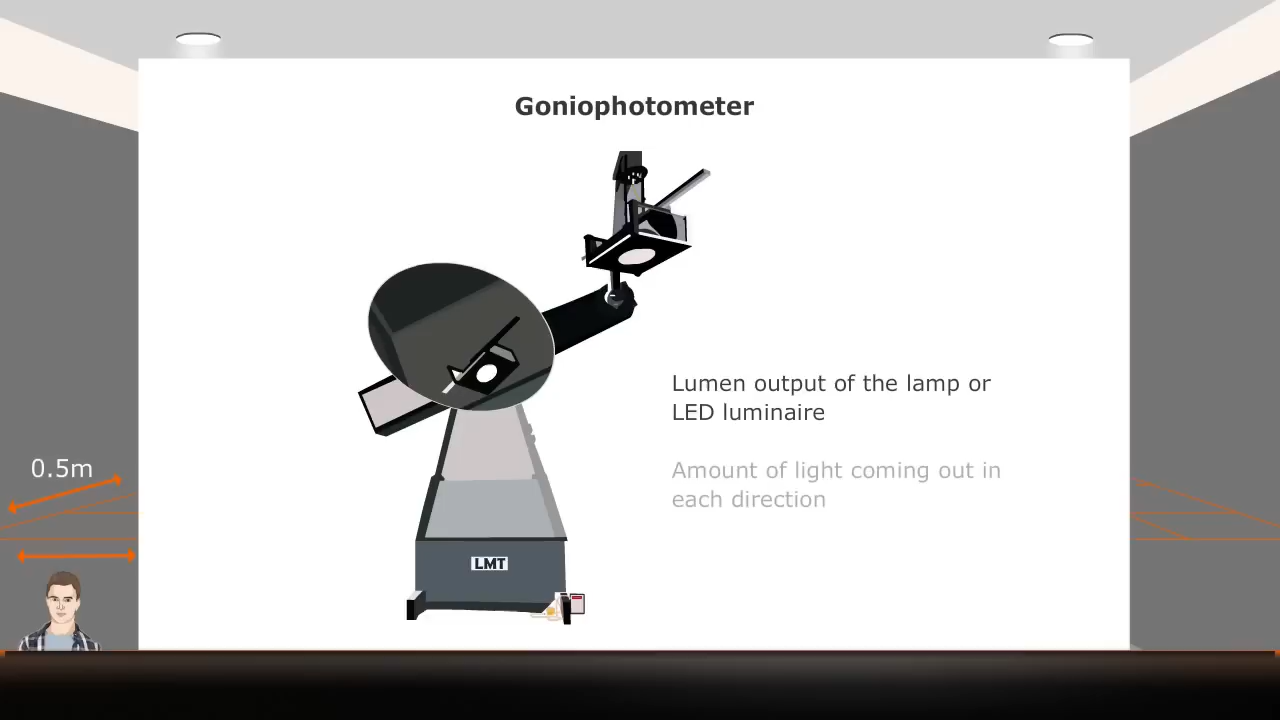 Goniophotometer
Lumen output of the lamp or
LED luminaire
Amount of light coming out in
each direction
0.5m
LMT